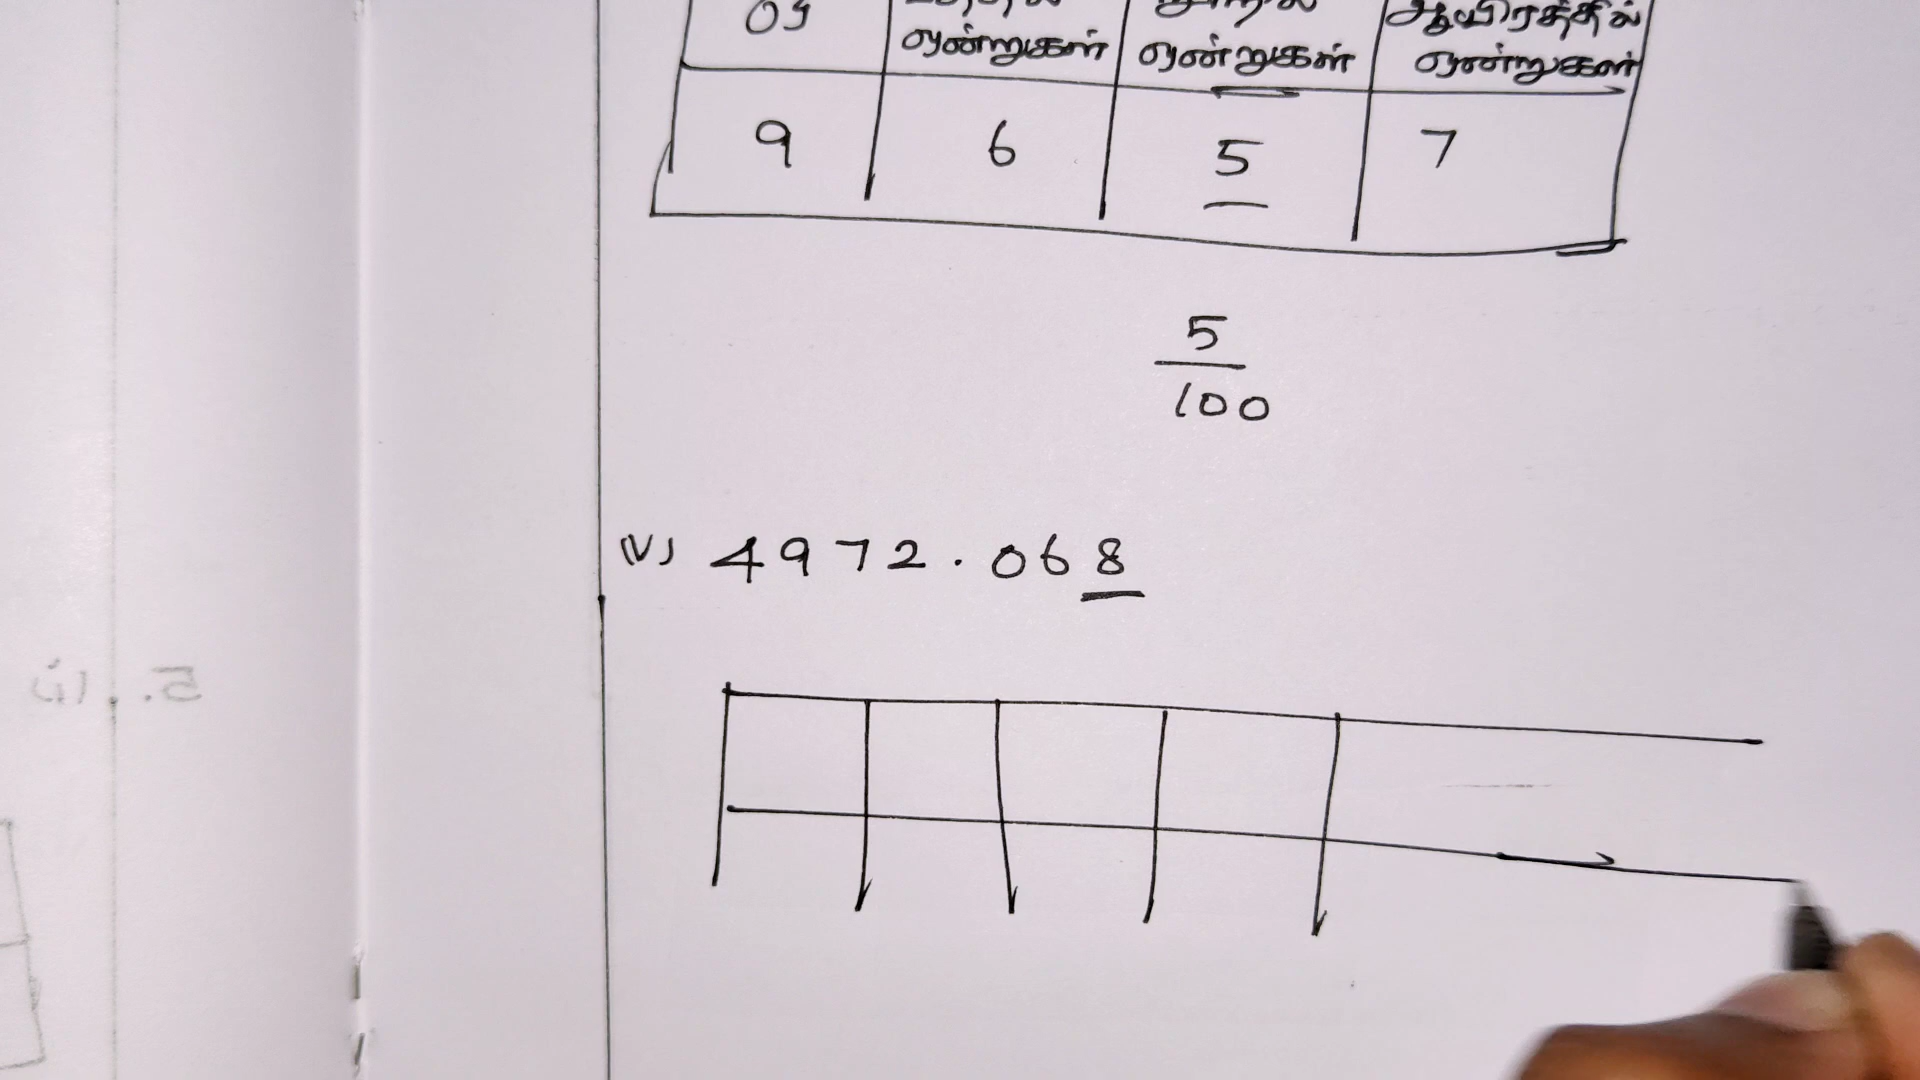 ஒன்றுகள் ஒன்றுகள் ஆயிரத்தில் ஒன்றுகள்
9 6 5 7
5
100
(v) 4972.068